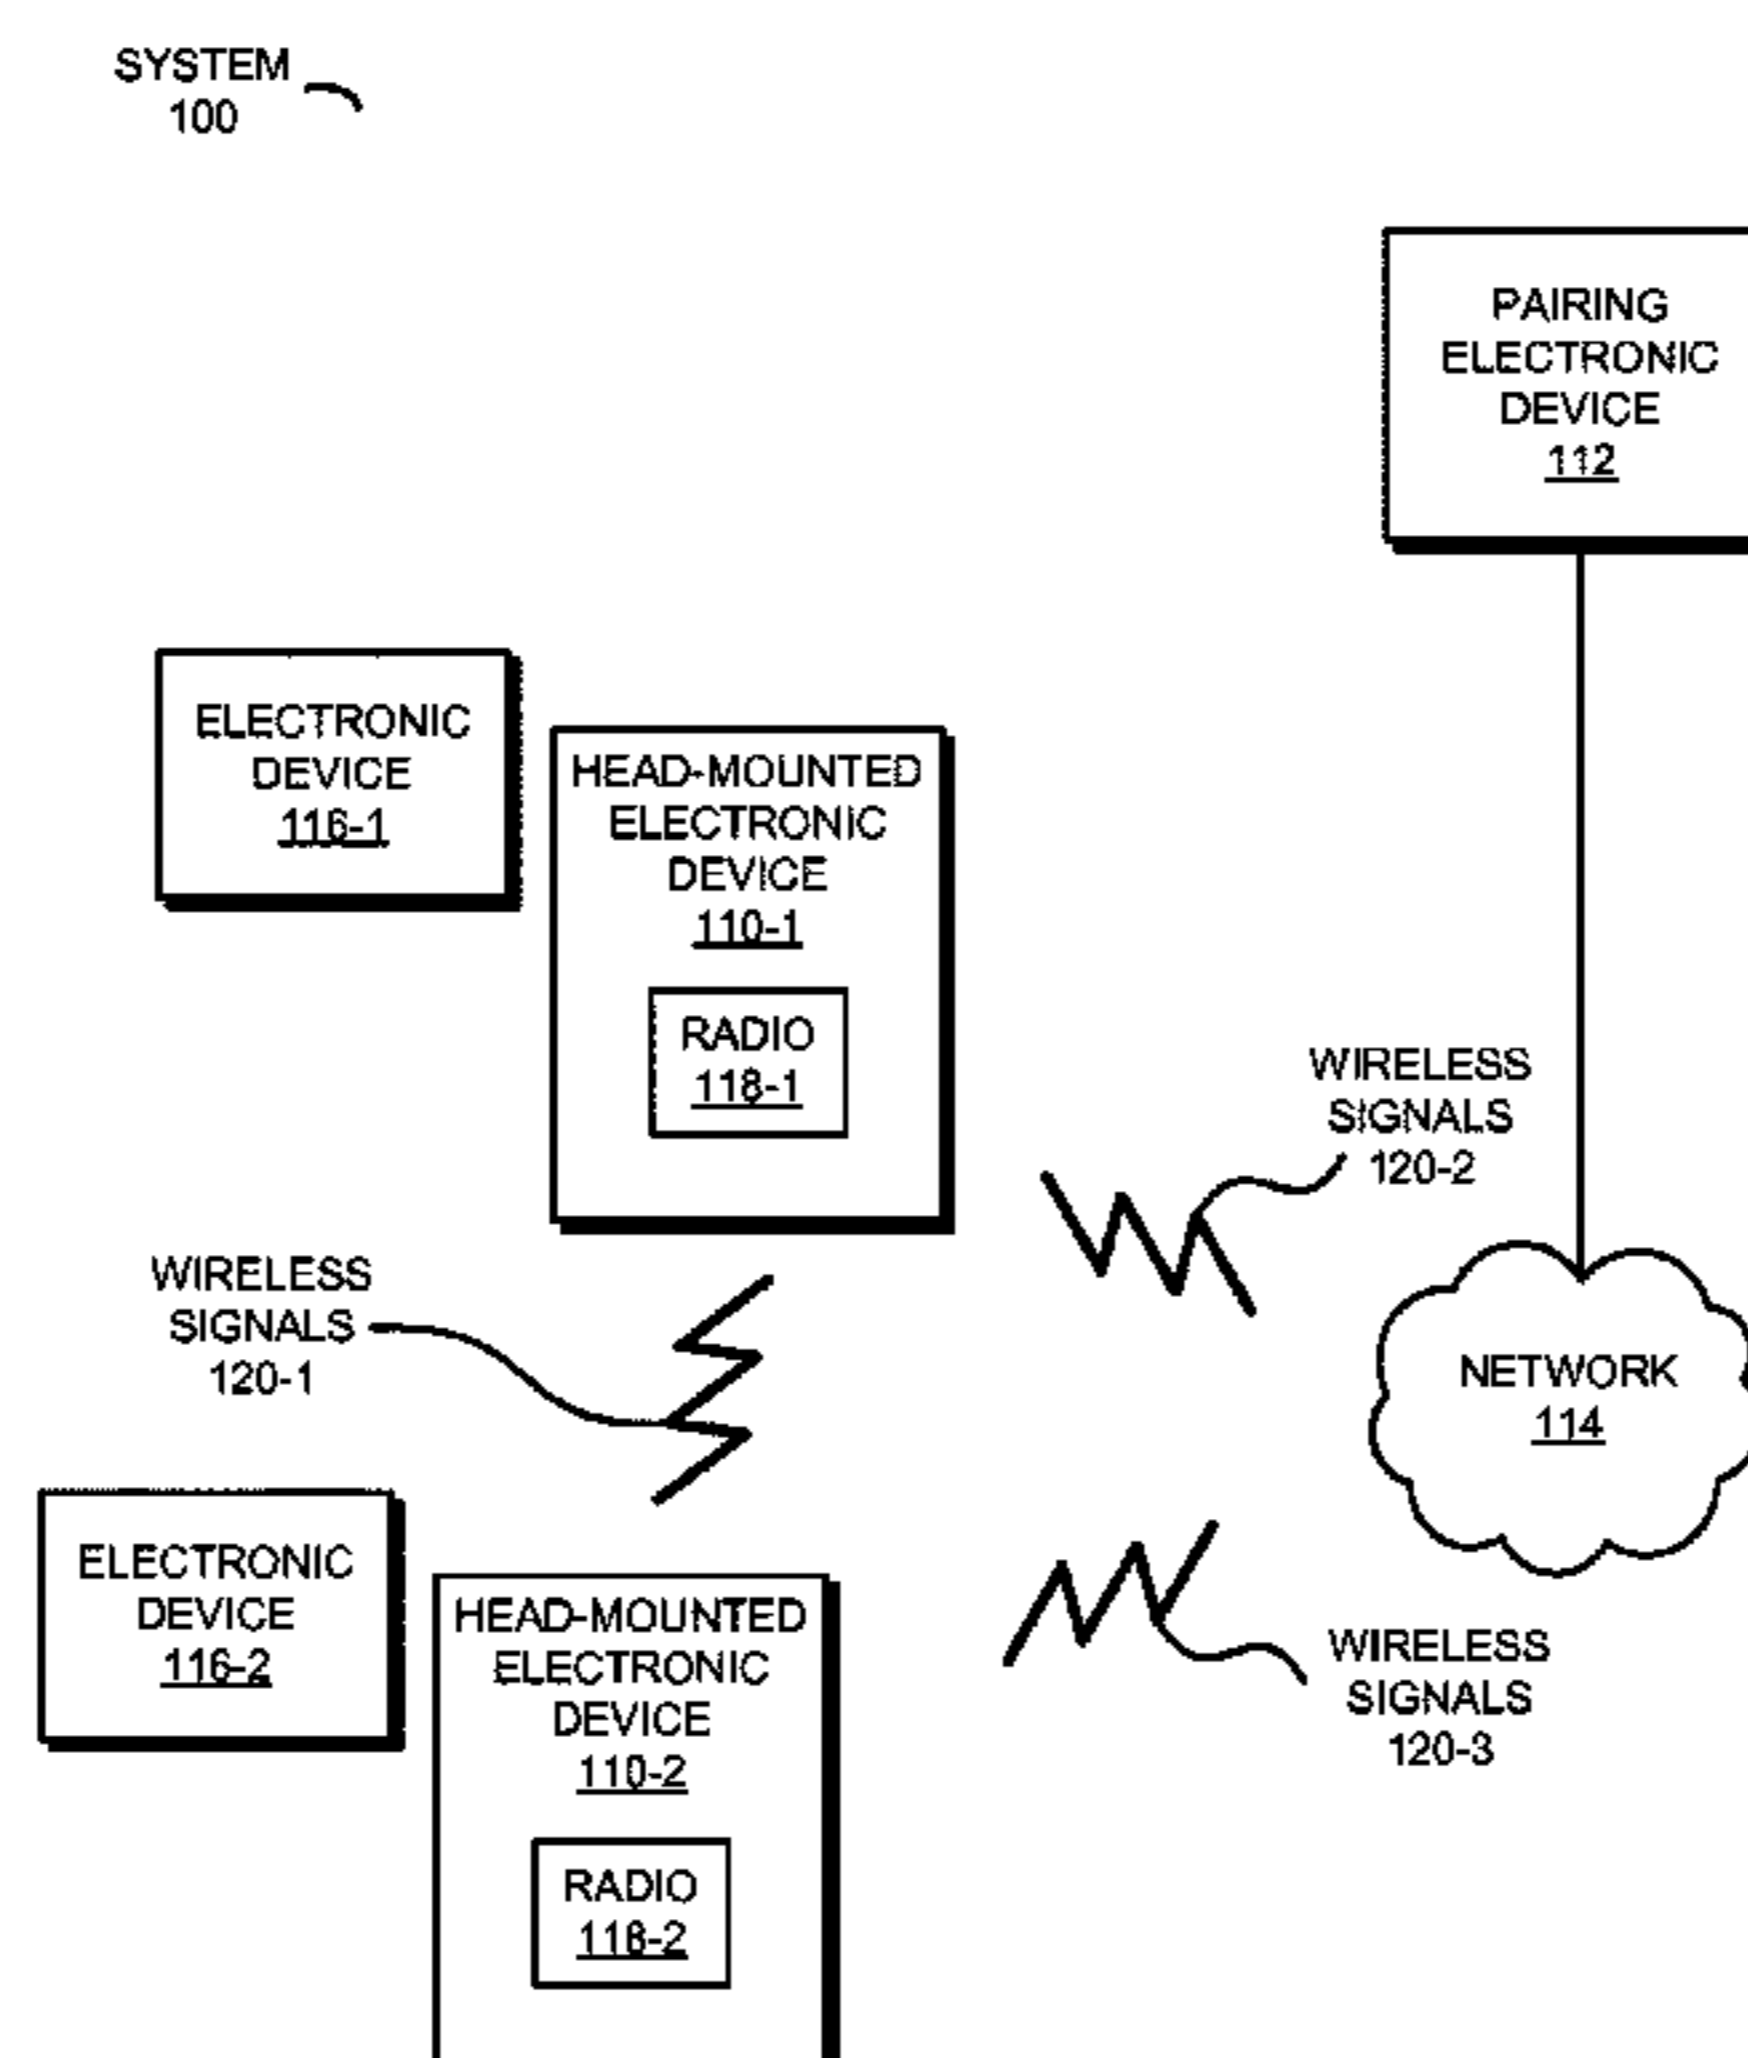 SYSTEM
100
PAIRING
ELECTRONIC
DEVICE
112
ELECTRONIC
DEVICE
116-1
HEAD-MOUNTED
ELECTRONIC
DEVICE
110-1
RADIO
118-1
WIRELESS
SIGNALS
120-2
WIRELESS
SIGNALS
120-1
NETWORK
114
ELECTRONIC
DEVICE
116-2
HEAD-MOUNTED
ELECTRONIC
DEVICE
110-2
RADIO
118-2
WIRELESS
SIGNALS
120-3